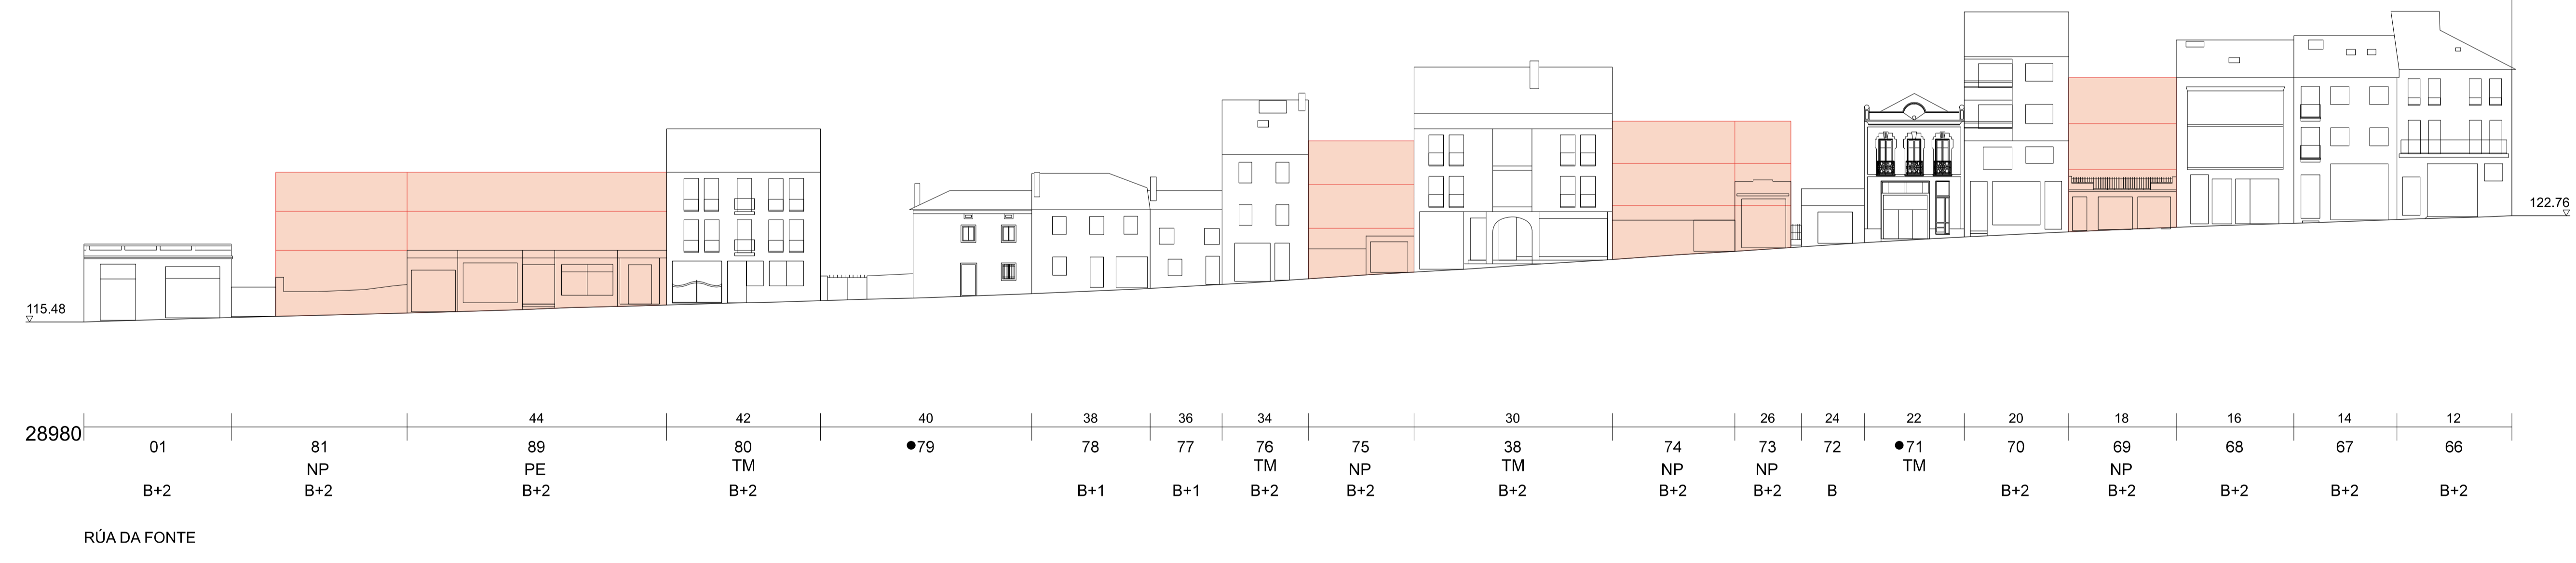 122.76
115.48
44 42 40 38 36 34 30 26 24 22 20 18 16 14 12
28980
01 81 89 80 ●79 78 77 76 75 38 74 73 72 ●71 70 69 68 67 66
NP PE TM TM NP TM NP NP TM NP
B+2 B+2 B+2 B+2 B+1 B+1 B+2 B+2 B+2 B+2 B+2 B B+2 B+2 B+2 B+2 B+2
RÚA DA FONTE